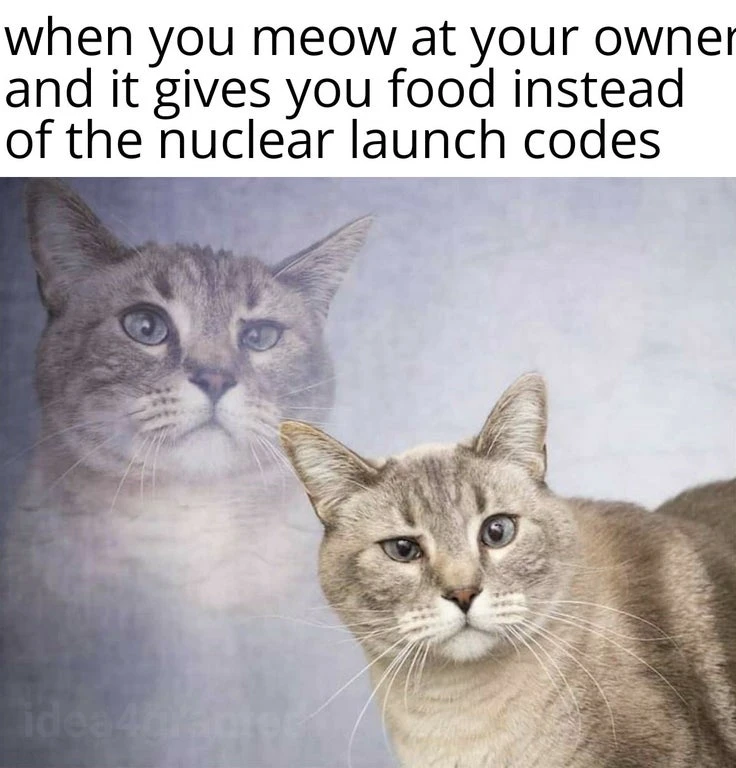 when you meow at your owner
and it gives you food instead
of the nuclear launch codes